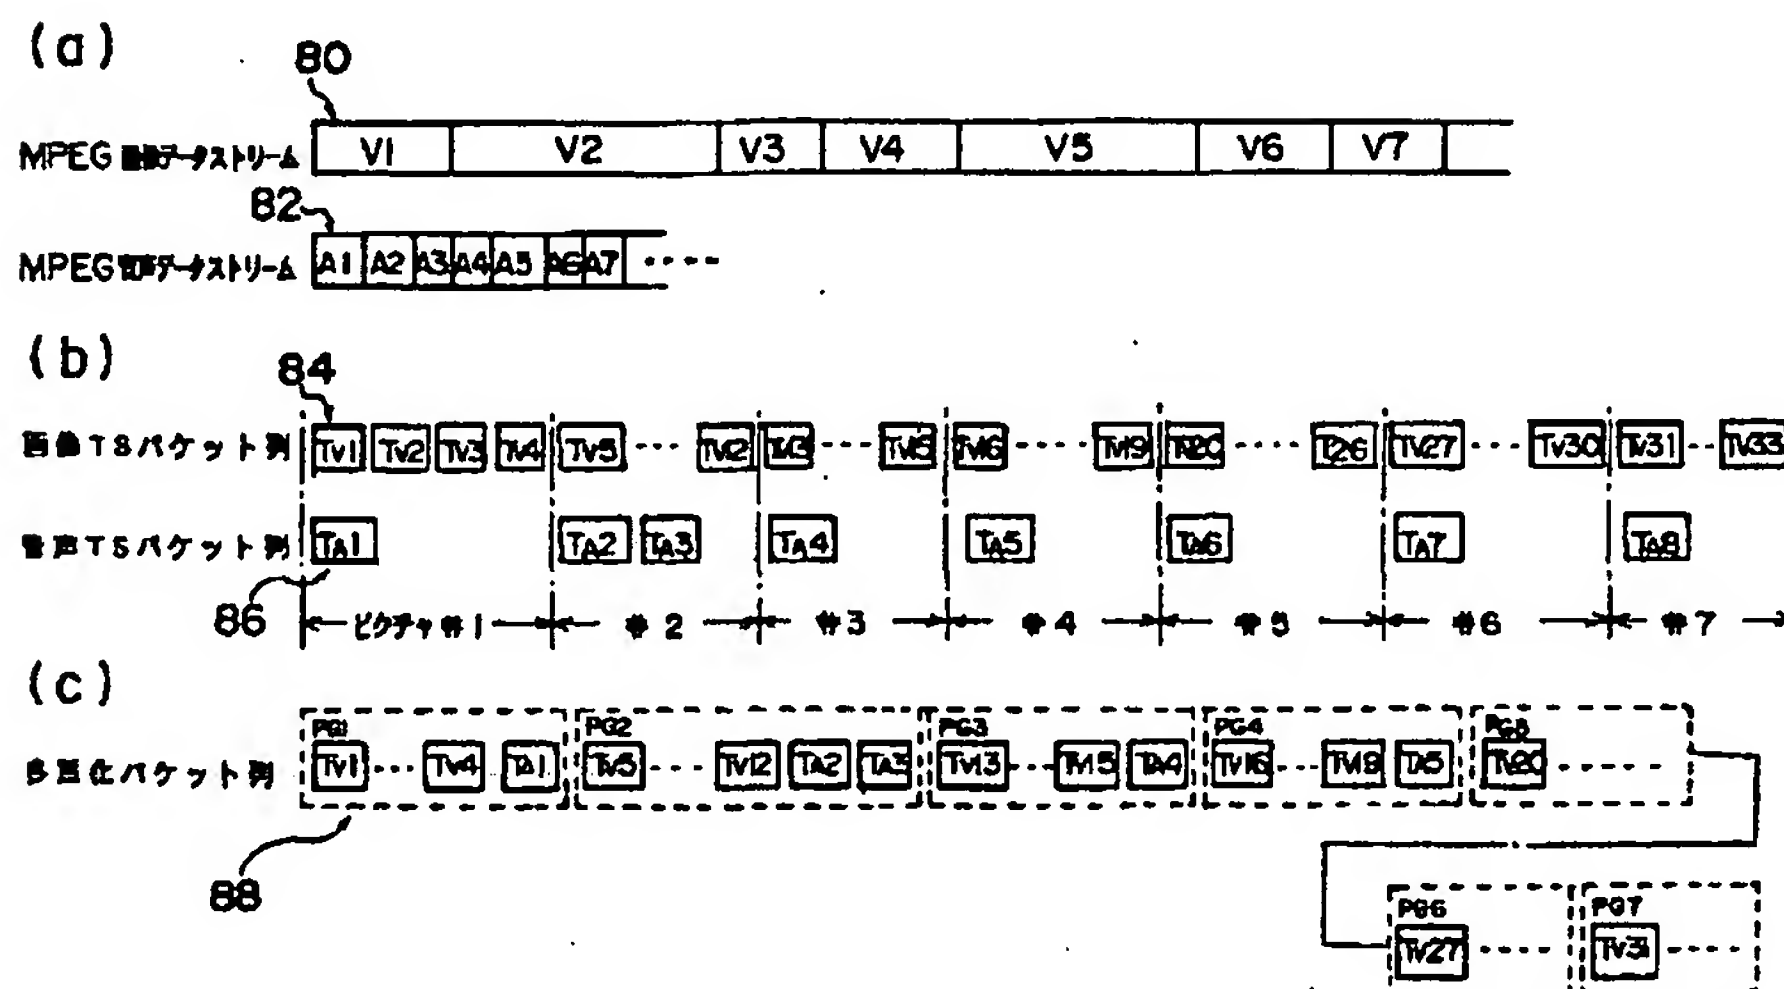 (a)
80
MPEG 画像データストリーム V1 V2 V3 V4 V5 V6 V7
82
MPEG 音声データストリーム A1 A2 A3 A4 A5 A6 A7 ····
(b)
84
画像TSパケット列 Tv1 Tv2 Tv3 Tv4 Tv5 ··· Tv12 Tv13 ··· Tv15 Tv16 ···· Tv19 Tv20 ···· T26 Tv27 ··· Tv30 Tv31 ·· Tv33
音声TSパケット列 TA1 TA2 TA3 TA4 TA5 TA6 TA7 TA8
86
ピクチャ#1 #2 #3 #4 #5 #6 #7
(c)
PG1 PG2 PG3 PG4 PG5
多重化パケット列 Tv1 ··· Tv4 TA1 Tv5 ···· Tv12 TA2 TA3 Tv13 ··· Tv15 TA4 Tv16 ··· Tv19 TA5 Tv20 ······
88
PG6 PG7
Tv27 ···· Tv31 ····